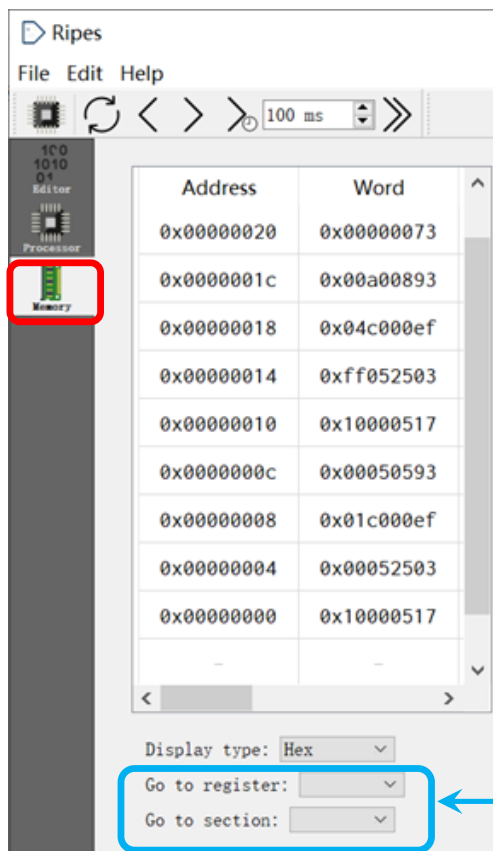 Ripes
File Edit Help
100 ms
100
1010
01
Editor
Processor
Memory
Address Word
0x00000020 0x00000073
0x0000001c 0x00a00893
0x00000018 0x04c000ef
0x00000014 0xff052503
0x00000010 0x10000517
0x0000000c 0x00050593
0x00000008 0x01c000ef
0x00000004 0x00052503
0x00000000 0x10000517
- -
Display type: Hex
Go to register:
Go to section: